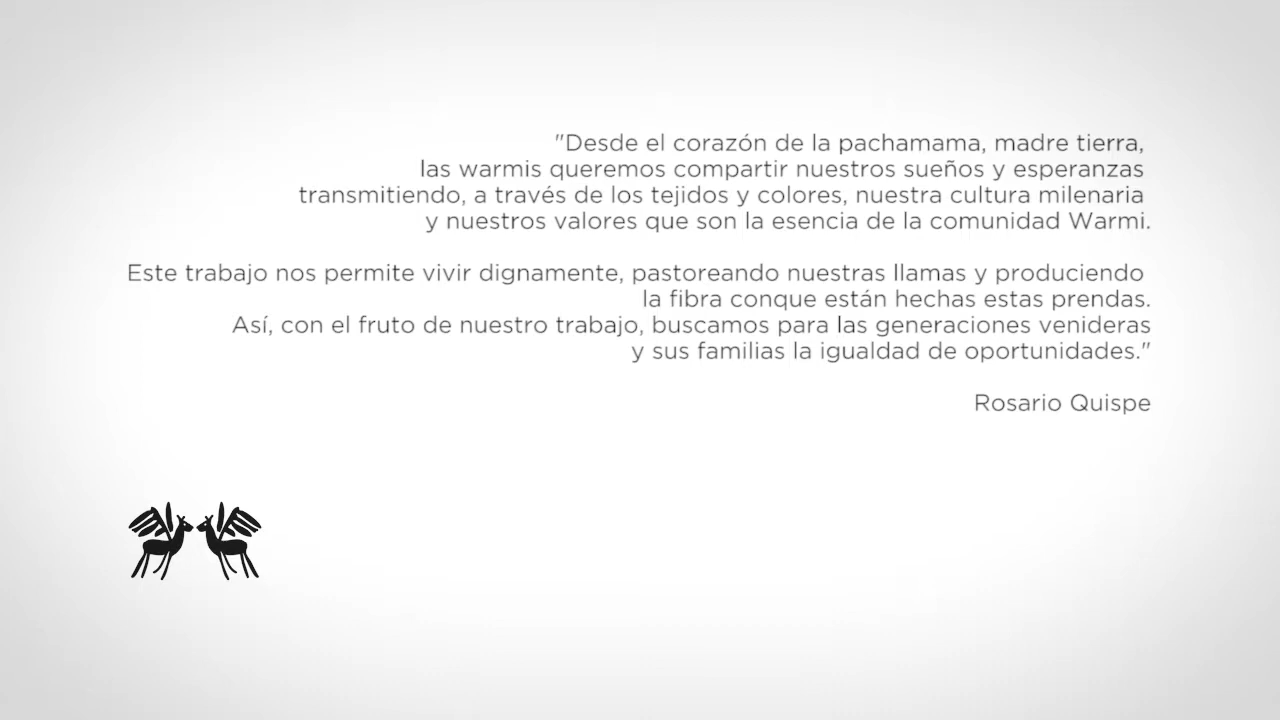 "Desde el corazón de la pachamama, madre tierra,
las warmis queremos compartir nuestros sueños y esperanzas
transmitiendo, a través de los tejidos y colores, nuestra cultura milenaria
y nuestros valores que son la esencia de la comunidad Warmi.
Este trabajo nos permite vivir dignamente, pastoreando nuestras llamas y produciendo
la fibra conque están hechas estas prendas.
Así, con el fruto de nuestro trabajo, buscamos para las generaciones venideras
y sus familias la igualdad de oportunidades."
Rosario Quispe